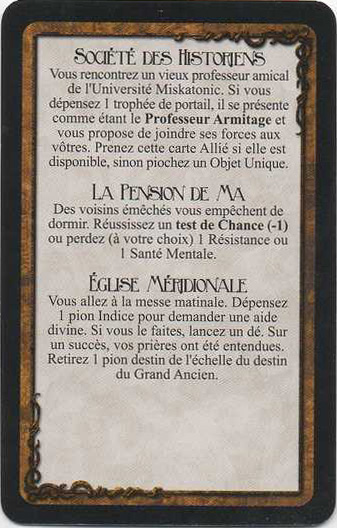 Société des Historiens
Vous rencontrez un vieux professeur amical
de l'Université Miskatonic. Si vous
dépensez 1 trophée de portail, il se présente
comme étant le Professeur Armitage et
vous propose de joindre ses forces aux
vôtres. Prenez cette carte Allié si elle est
disponible, sinon piochez un Objet Unique.
La Pension de Ma
Des voisins éméchés vous empêchent de
dormir. Réussissez un test de Chance (-1)
ou perdez (à votre choix) 1 Résistance ou
1 Santé Mentale.
Église Méridionale
Vous allez à la messe matinale. Dépensez
1 pion Indice pour demander une aide
divine. Si vous le faites, lancez un dé. Sur
un succès, vos prières ont été entendues.
Retirez 1 pion destin de l'échelle du destin
du Grand Ancien.